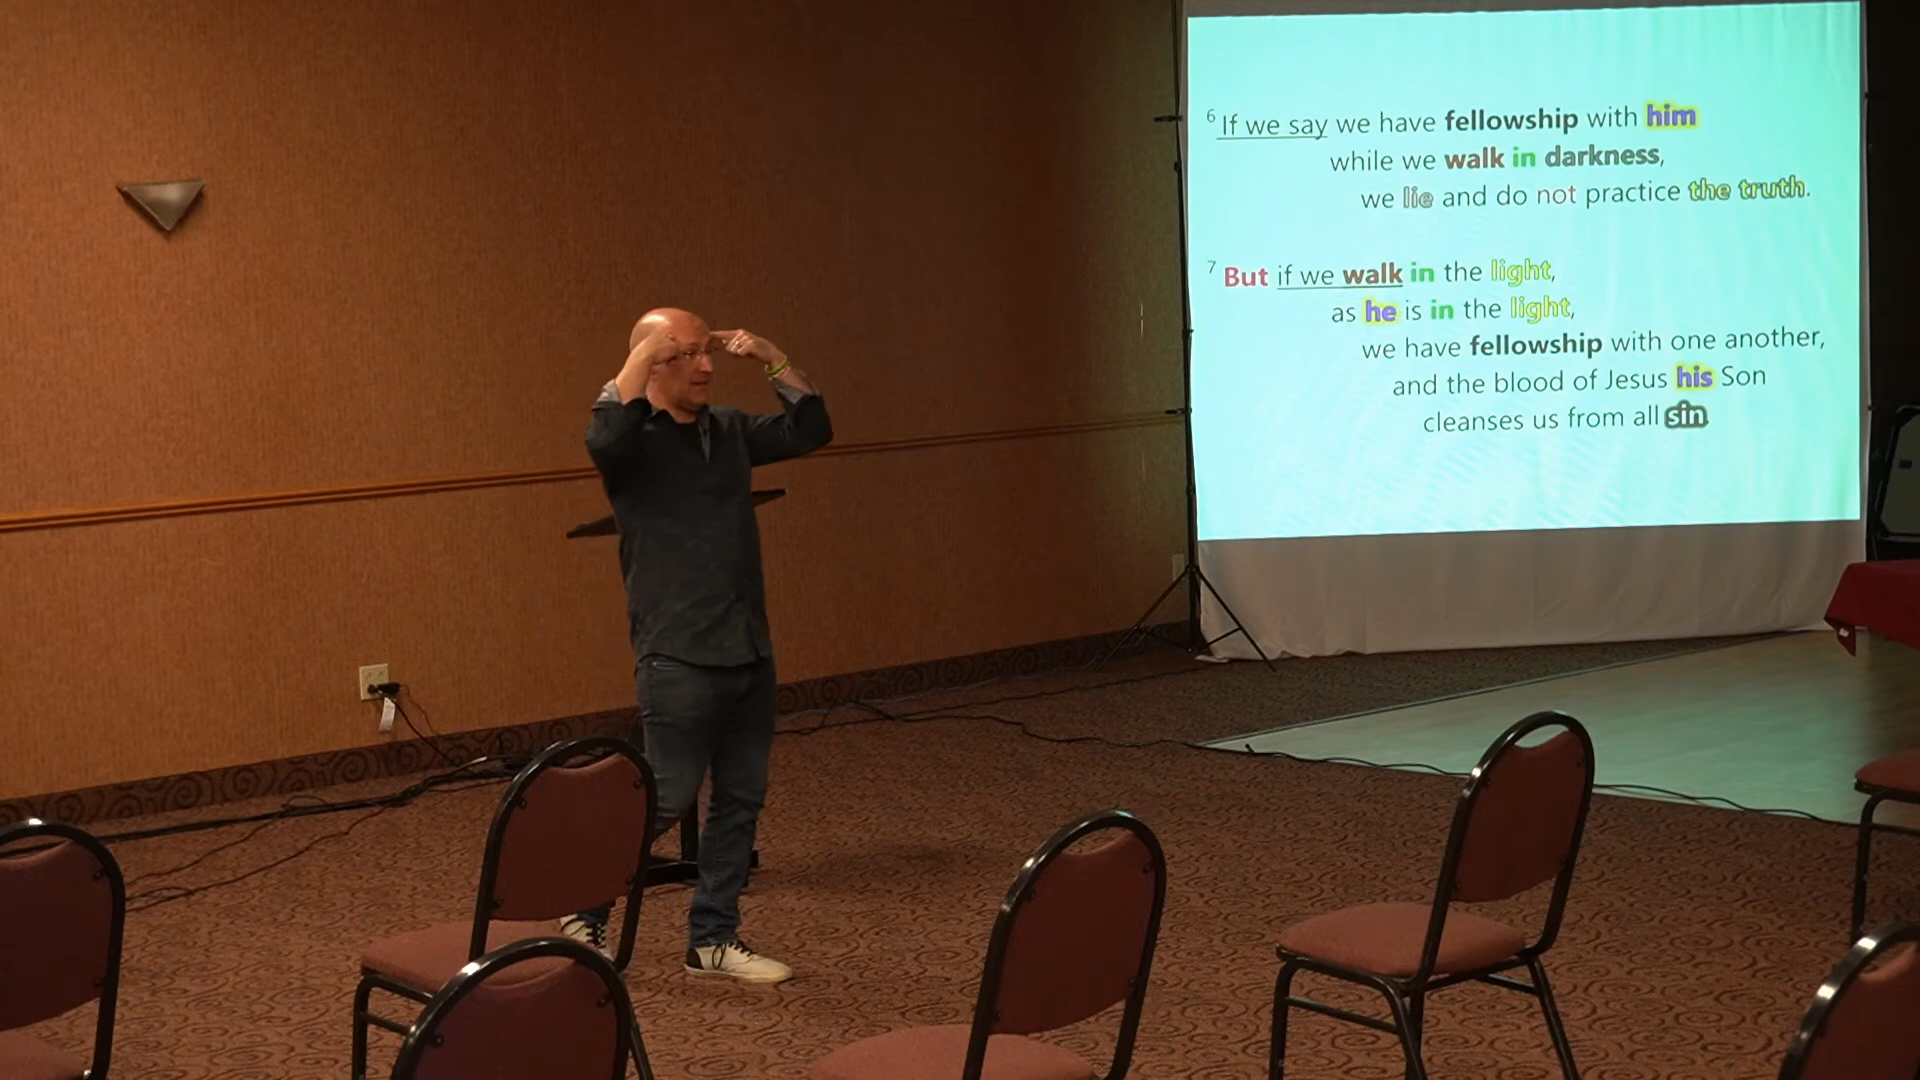 6 If we say we have fellowship with him
while we walk in darkness,
we lie and do not practice the truth.
7 But if we walk in the light,
as he is in the light,
we have fellowship with one another,
and the blood of Jesus his Son
cleanses us from all sin